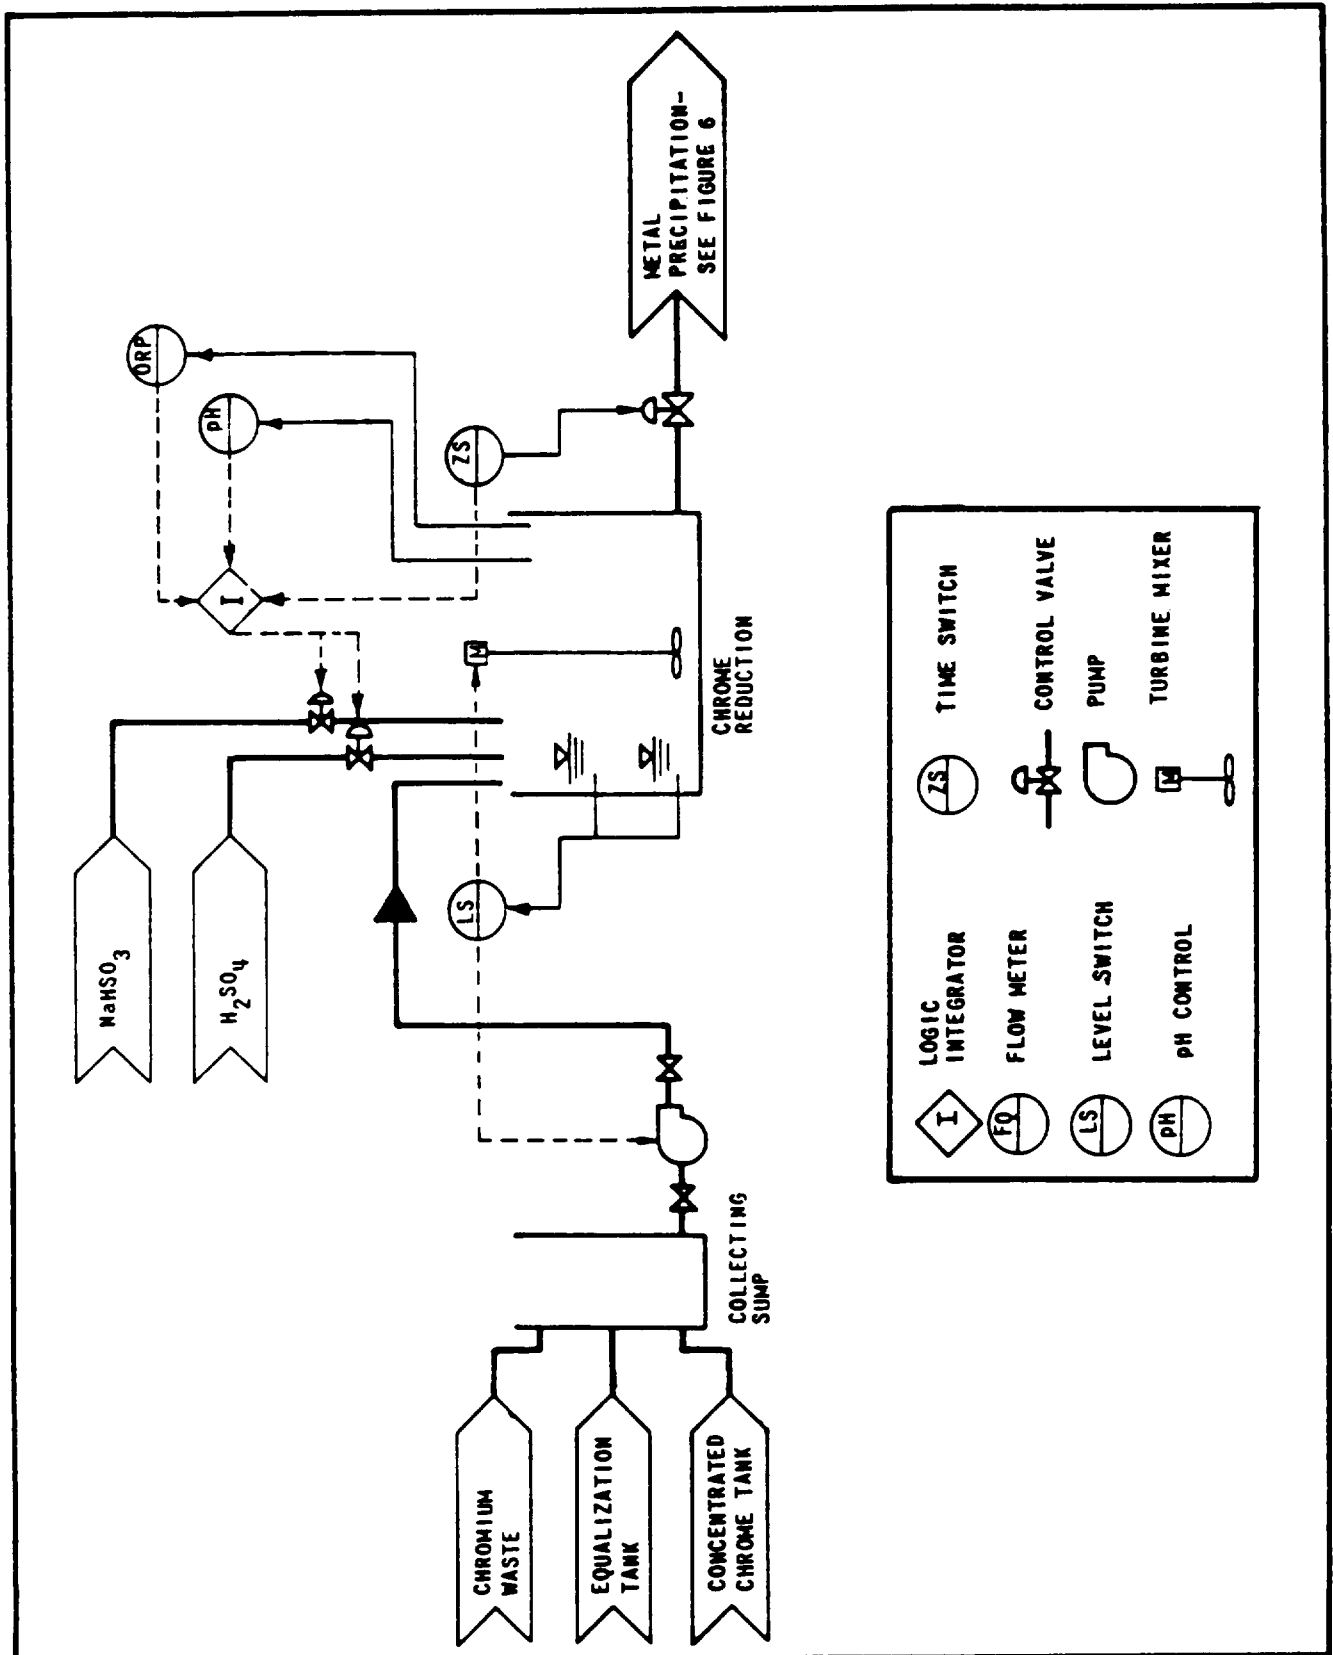 NaHSO3
H2SO4
ORP
pH
I
ZS
M
LS
CHROME
REDUCTION
METAL
PRECIPITATION-
SEE FIGURE 6
CHROMIUM
WASTE
EQUALIZATION
TANK
CONCENTRATED
CHROME TANK
COLLECTING
SUMP
I
LOGIC
INTEGRATOR
FQ
FLOW METER
LS
LEVEL SWITCH
pH
pH CONTROL
ZS
TIME SWITCH
CONTROL VALVE
PUMP
M
TURBINE MIXER